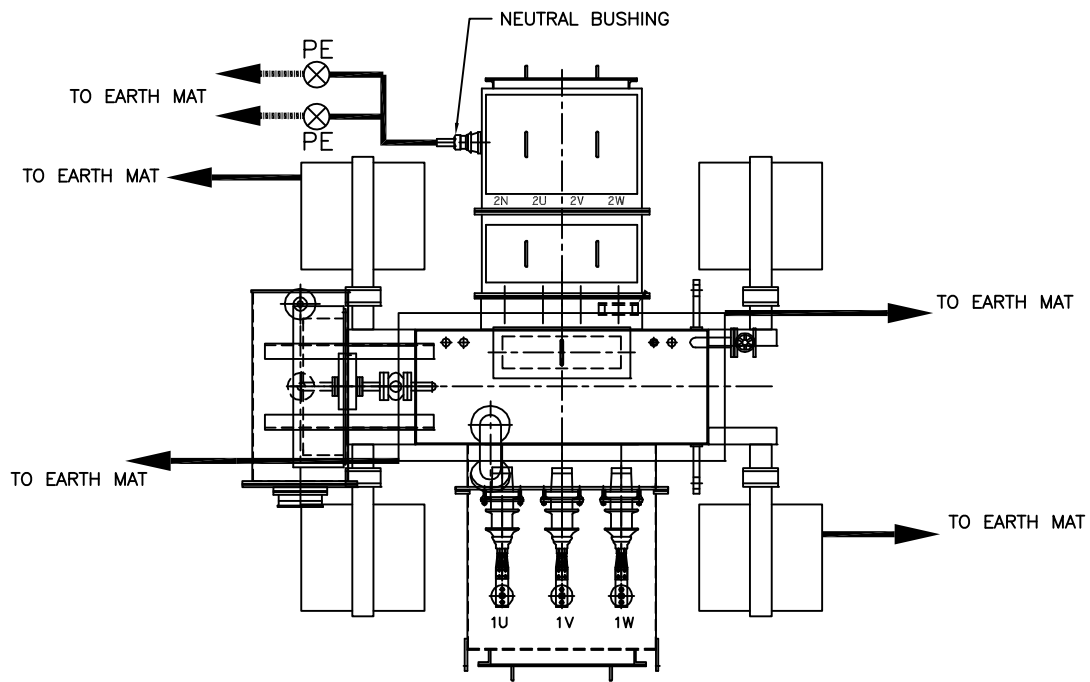 NEUTRAL BUSHING
PE
TO EARTH MAT
PE
TO EARTH MAT
2N 2U 2V 2W
TO EARTH MAT
TO EARTH MAT
TO EARTH MAT
1U 1V 1W